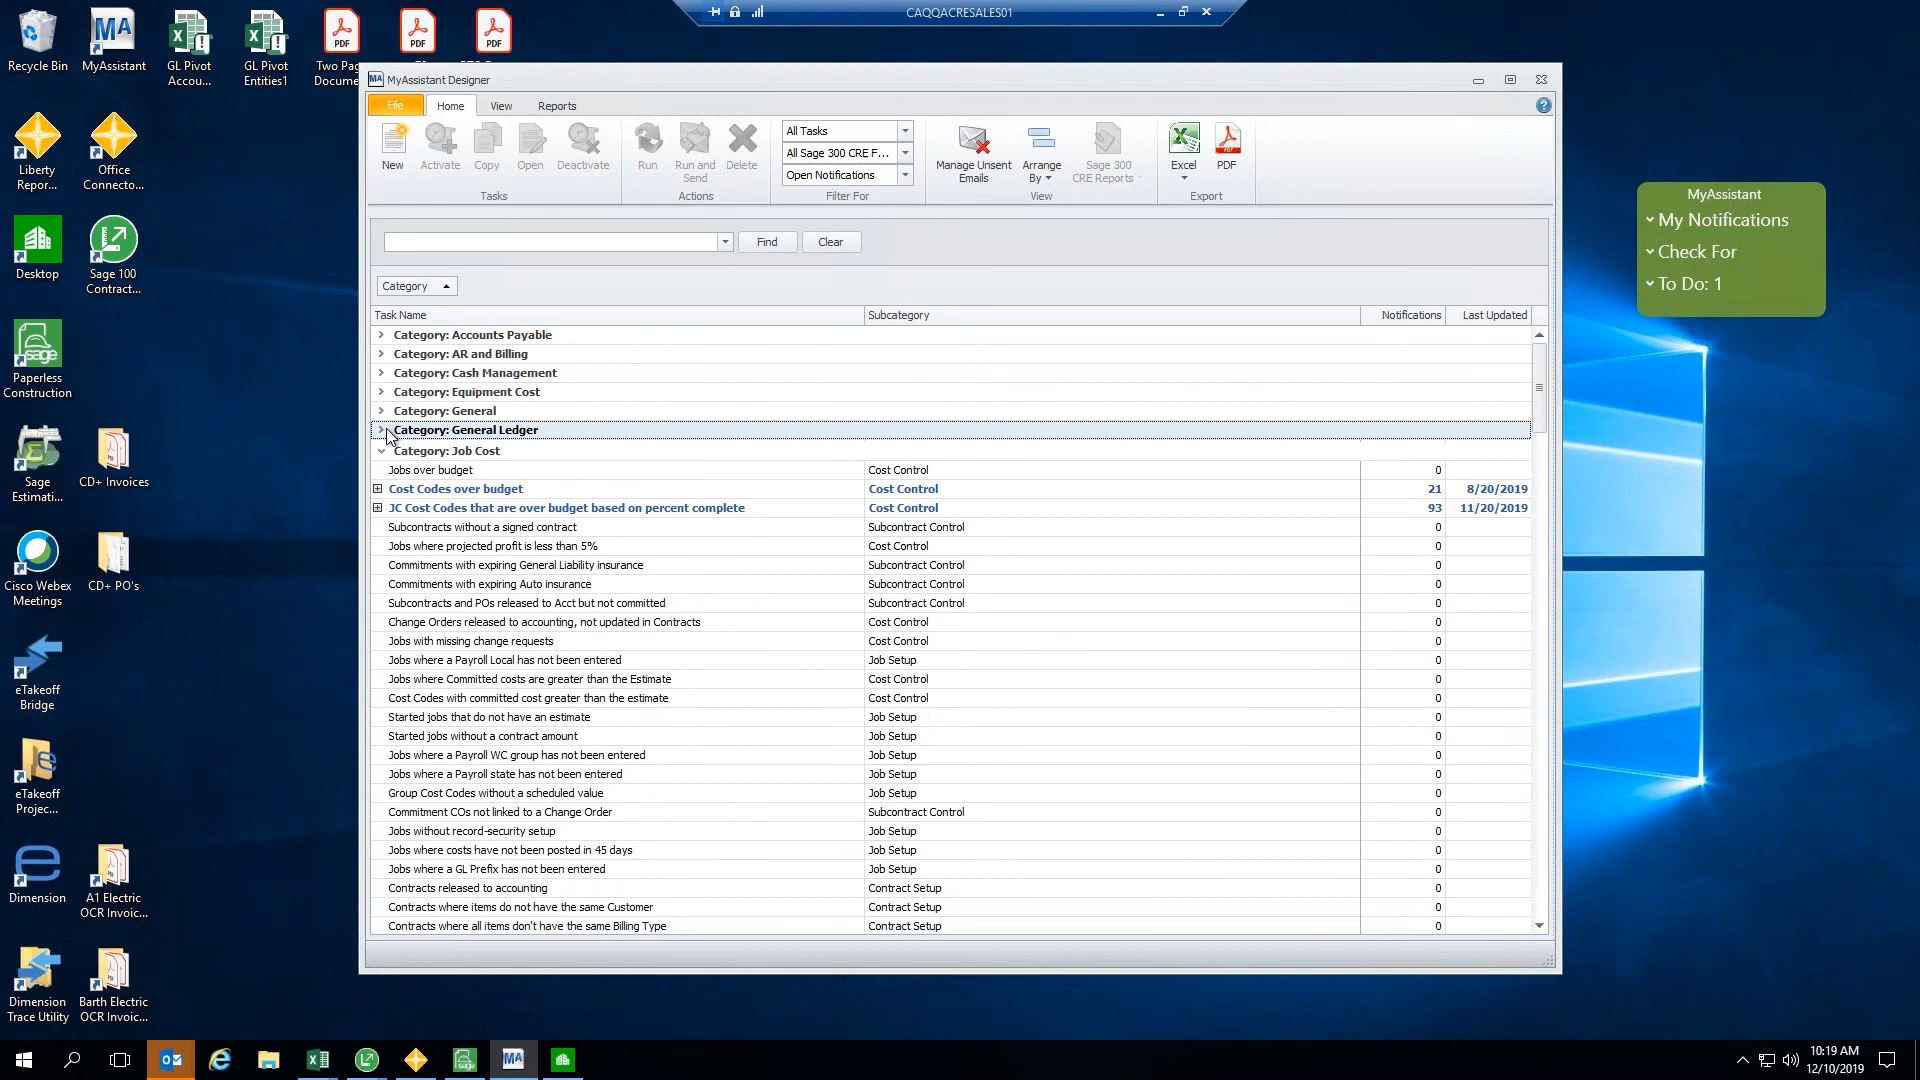 CAQQACRESALES01
Recycle Bin
MyAssistant
GL Pivot
Accou...
GL Pivot
Entities1
PDF
Two Pag
Docume
PDF
PDF
Liberty
Repor...
Office
Connecto...
Desktop
Sage 100
Contract...
Paperless
Construction
Sage
Estimati...
CD+ Invoices
Cisco Webex
Meetings
CD+ PO's
eTakeoff
Bridge
eTakeoff
Projec...
Dimension
A1 Electric
OCR Invoic...
Dimension
Trace Utility
Barth Electric
OCR Invoic...
MyAssistant Designer
File Home View Reports
New Activate Copy Open Deactivate
Tasks
Run Run and Send Delete
Actions
All Tasks
All Sage 300 CRE F...
Open Notifications
Filter For
Manage Unsent
Emails
Arrange
By
Sage 300
CRE Reports
View
Excel PDF
Export
Find Clear
Category
Task Name Subcategory Notifications Last Updated
Category: Accounts Payable
Category: AR and Billing
Category: Cash Management
Category: Equipment Cost
Category: General
Category: General Ledger
Category: Job Cost
Jobs over budget Cost Control 0
Cost Codes over budget Cost Control 21 8/20/2019
JC Cost Codes that are over budget based on percent complete Cost Control 93 11/20/2019
Subcontracts without a signed contract Subcontract Control 0
Jobs where projected profit is less than 5% Cost Control 0
Commitments with expiring General Liability insurance Subcontract Control 0
Commitments with expiring Auto insurance Subcontract Control 0
Subcontracts and POs released to Acct but not committed Subcontract Control 0
Change Orders released to accounting, not updated in Contracts Cost Control 0
Jobs with missing change requests Cost Control 0
Jobs where a Payroll Local has not been entered Job Setup 0
Jobs where Committed costs are greater than the Estimate Cost Control 0
Cost Codes with committed cost greater than the estimate Cost Control 0
Started jobs that do not have an estimate Job Setup 0
Started jobs without a contract amount Job Setup 0
Jobs where a Payroll WC group has not been entered Job Setup 0
Jobs where a Payroll state has not been entered Job Setup 0
Group Cost Codes without a scheduled value Job Setup 0
Commitment COs not linked to a Change Order Subcontract Control 0
Jobs without record-security setup Job Setup 0
Jobs where costs have not been posted in 45 days Job Setup 0
Jobs where a GL Prefix has not been entered Job Setup 0
Contracts released to accounting Contract Setup 0
Contracts where items do not have the same Customer Contract Setup 0
Contracts where all items don't have the same Billing Type Contract Setup 0
MyAssistant
My Notifications
Check For
To Do: 1
10:19 AM
12/10/2019